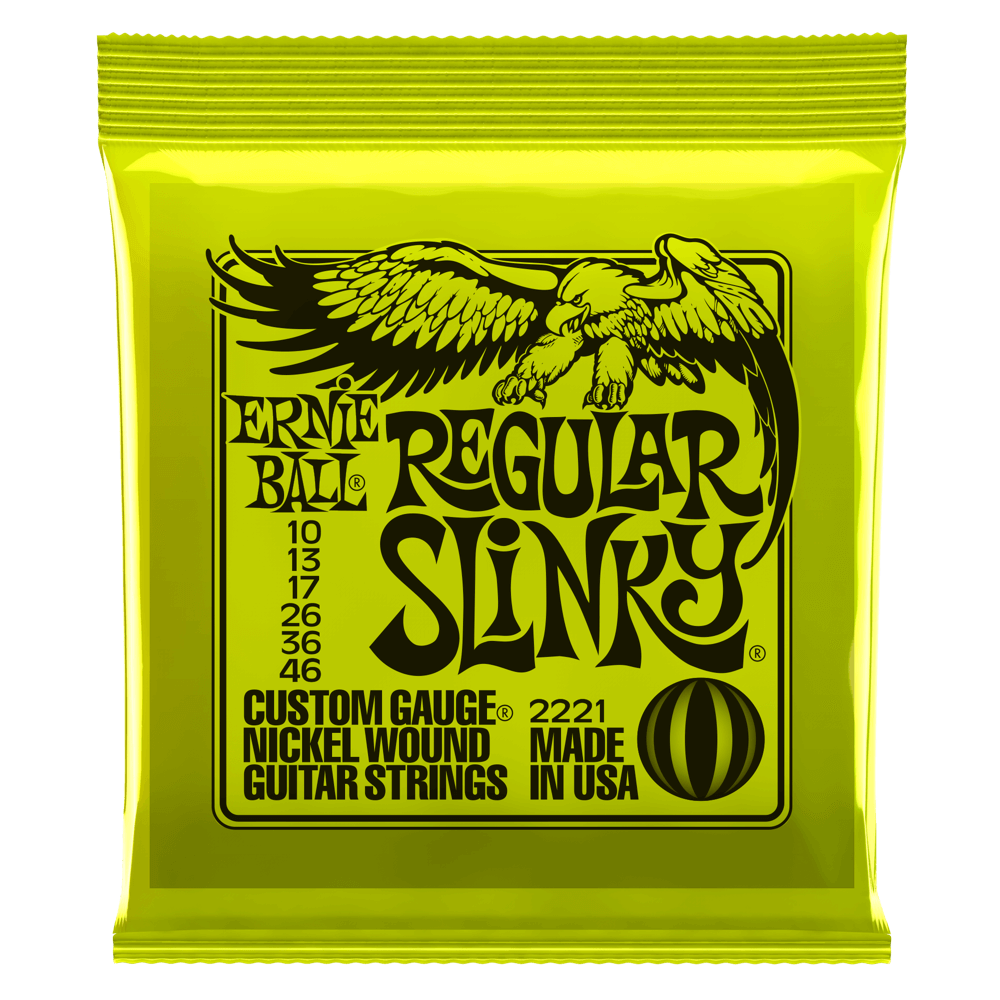 ERNIE
BALL®
REGULAR
SLINKY®
10
13
17
26
36
46
CUSTOM GAUGE®
NICKEL WOUND
GUITAR STRINGS
2221
MADE
IN USA